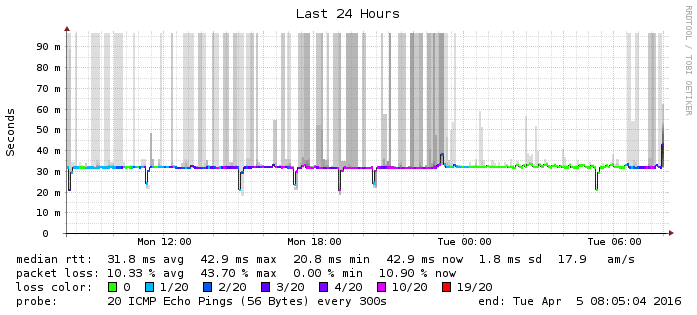 Last 24 Hours
RRDTOOL / TOBI OETIKER
Seconds
90 m
80 m
70 m
60 m
50 m
40 m
30 m
20 m
10 m
0
Mon 12:00 Mon 18:00 Tue 00:00 Tue 06:00
median rtt: 31.8 ms avg 42.9 ms max 20.8 ms min 42.9 ms now 1.8 ms sd 17.9 am/s
packet loss: 10.33 % avg 43.70 % max 0.00 % min 10.90 % now
loss color: 0 1/20 2/20 3/20 4/20 10/20 19/20
probe: 20 ICMP Echo Pings (56 Bytes) every 300s end: Tue Apr 5 08:05:04 2016